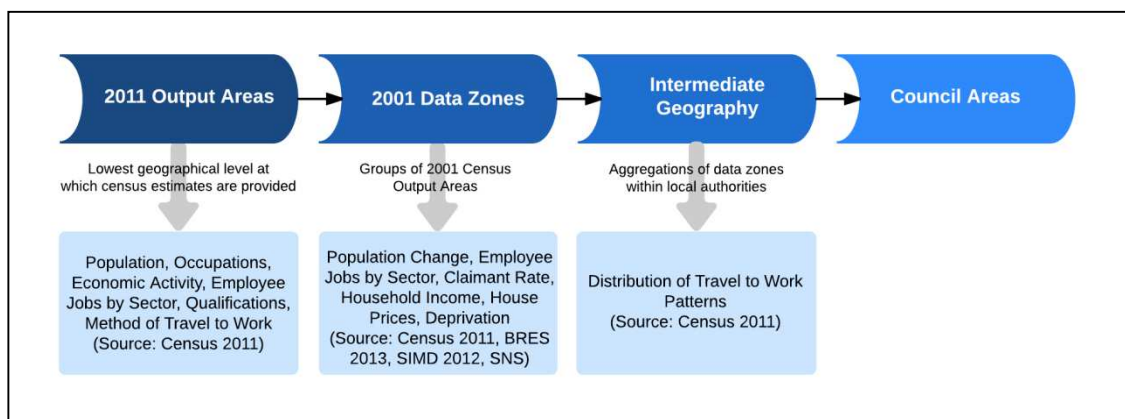 2011 Output Areas
2001 Data Zones
Intermediate
Geography
Council Areas
Lowest geographical level at
which census estimates are provided
Groups of 2001 Census
Output Areas
Aggregations of data zones
within local authorities
Population, Occupations,
Economic Activity, Employee
Jobs by Sector, Qualifications,
Method of Travel to Work
(Source: Census 2011)
Population Change, Employee
Jobs by Sector, Claimant Rate,
Household Income, House
Prices, Deprivation
(Source: Census 2011, BRES
2013, SIMD 2012, SNS)
Distribution of Travel to Work
Patterns
(Source: Census 2011)